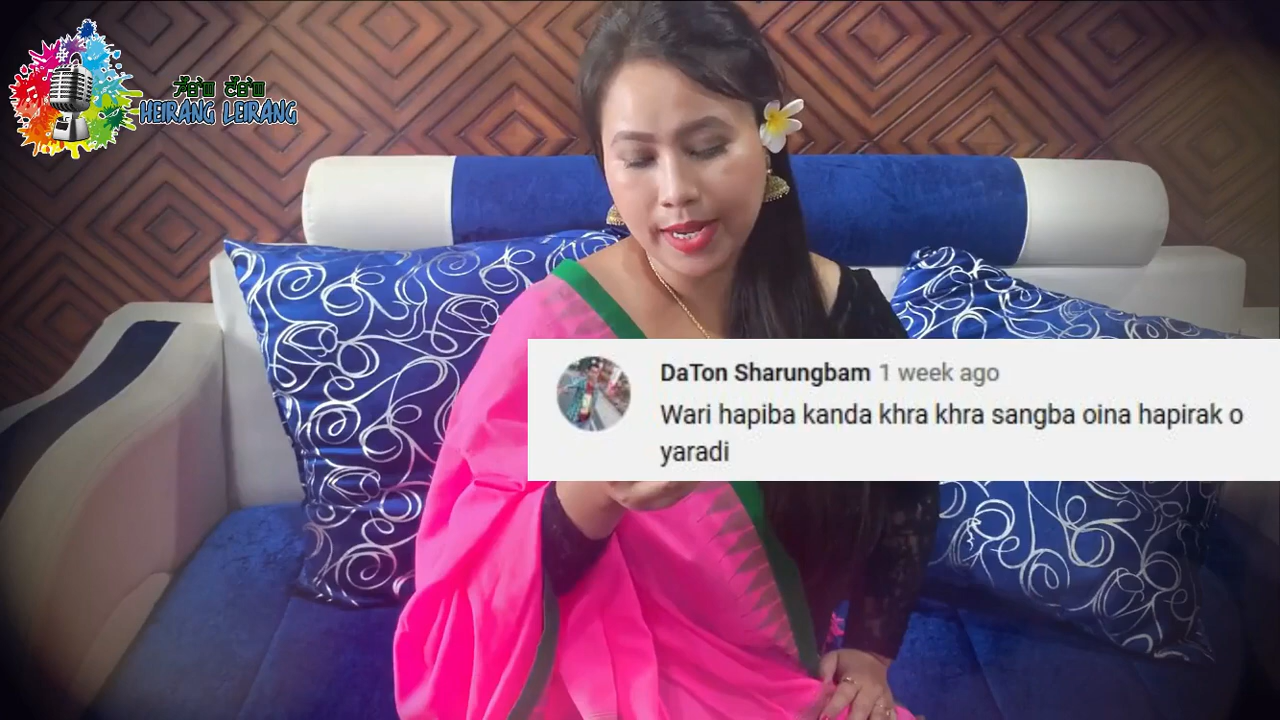 HEIRANG LEIRANG
DaTon Sharungbam 1 week ago
Wari hapiba kanda khra khra sangba oina hapirak o
yaradi